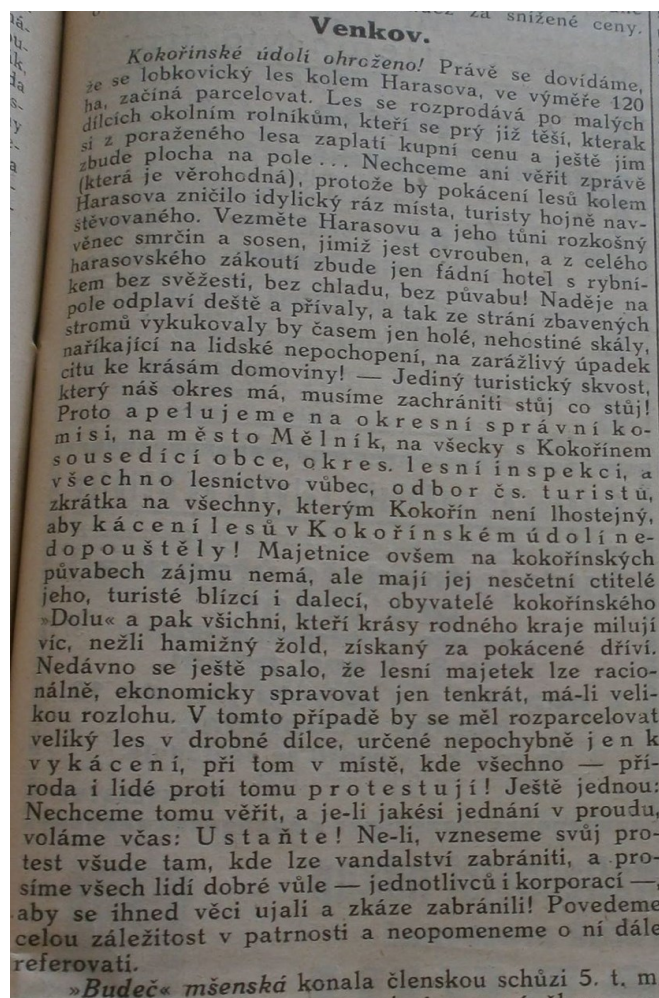 za snížené ceny.
Venkov.
Kokořínské údolí ohroženo! Právě se dovídáme,
že se lobkovický les kolem Harasova, ve výměře 120
ha, začíná parcelovat. Les se rozprodává po malých
dílcích okolním rolníkům, kteří se prý již těší, kterak
si z poraženého lesa zaplatí kupní cenu a ještě jim
zbude plocha na pole ... Nechceme ani věřit zprávě
(která je věrohodná), protože by pokácení lesů kolem
Harasova zničilo idylický ráz místa, turisty hojně nav-
štěvovaného. Vezměte Harasovu a jeho tůni rozkošný
věnec smrčin a sosen, jimiž jest ovrouben, a z celého
harasovského zákoutí zbude jen fádní hotel s rybní-
kem bez svěžesti, bez chladu, bez půvabu! Naděje na
pole odplaví deště a přívaly, a tak ze strání zbavených
stromů vykukovaly by časem jen holé, nehostiné skály,
naříkající na lidské nepochopení, na zarážlivý úpadek
citu ke krásám domoviny! — Jediný turistický skvost,
který náš okres má, musíme zachrániti stůj co stůj!
Proto apelujeme na okresní správní ko-
misi, na město Mělník, na všecky s Kokořínem
sousedící obce, okres. lesní inspekci, a
všechno lesnictvo vůbec, odbor čs. turistů,
zkrátka na všechny, kterým Kokořín není lhostejný,
aby kácení lesů v Kokořínském údolí ne-
dopouštěly! Majetnice ovšem na kokořínských
půvabech zájmu nemá, ale mají jej nesčetní ctitelé
jeho, turisté blízcí i dalecí, obyvatelé kokořínského
»Dolu« a pak všichni, kteří krásy rodného kraje milují
víc, nežli hamižný žold, získaný za pokácené dříví.
Nedávno se ještě psalo, že lesní majetek lze racio-
nálně, ekonomicky spravovat jen tenkrát, má-li veli-
kou rozlohu. V tomto případě by se měl rozparcelovat
veliký les v drobné dílce, určené nepochybně jen k
vykácení, při tom v místě, kde všechno — pří-
roda i lidé proti tomu protestují! Ještě jednou:
Nechceme tomu věřit, a je-li jakési jednání v proudu,
voláme včas: Ustaňte! Ne-li, vzneseme svůj pro-
test všude tam, kde lze vandalství zabrániti, a pro-
síme všech lidí dobré vůle — jednotlivců i korporací —,
aby se ihned věci ujali a zkáze zabránili! Povedeme
celou záležitost v patrnosti a neopomeneme o ní dále
referovati.
»Budeč« mšenská konala členskou schůzi 5. t. m